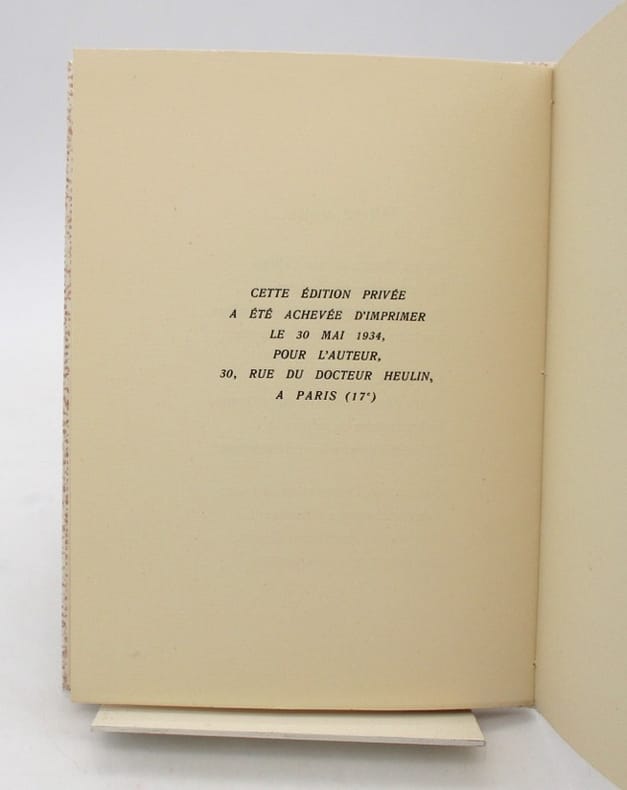 CETTE ÉDITION PRIVÉE
A ÉTÉ ACHEVÉE D'IMPRIMER
LE 30 MAI 1934,
POUR L'AUTEUR,
30, RUE DU DOCTEUR HEULIN,
A PARIS (17ᵉ)